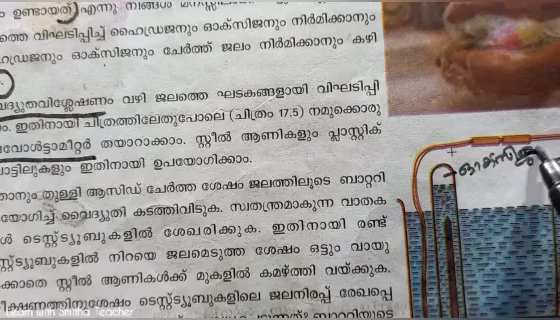 ം ഉണ്ടായത്) എന്നു നിങ്ങൾ
ത്തെ വിഘടിപ്പിച്ച് ഹൈഡ്രജനും ഓക്സിജനും നിർമിക്കാനും
ഹൈഡ്രജനും ഓക്സിജനും ചേർത്ത് ജലം നിർമിക്കാനും കഴി
വൈദ്യുതവിശ്ലേഷണം വഴി ജലത്തെ ഘടകങ്ങളായി വിഘടിപ്പി
ം. ഇതിനായി ചിത്രത്തിലേതുപോലെ (ചിത്രം 17.5) നമുക്കൊരു
വോൾട്ടാമീറ്റർ തയാറാക്കാം. സ്റ്റീൽ ആണികളും പ്ലാസ്റ്റിക്
ബോട്ടിലുകളും ഇതിനായി ഉപയോഗിക്കാം.
താനും തുള്ളി ആസിഡ് ചേർത്ത ശേഷം ജലത്തിലൂടെ ബാറ്ററി
യോഗിച്ച് വൈദ്യുതി കടത്തിവിടുക. സ്വതന്ത്രമാകുന്ന വാതക
ൾ ടെസ്റ്റ്ട്യൂബുകളിൽ ശേഖരിക്കുക. ഇതിനായി രണ്ട്
സ്റ്റ്ട്യൂബുകളിൽ നിറയെ ജലമെടുത്ത ശേഷം ഒട്ടും വായു
ക്കാതെ സ്റ്റീൽ ആണികൾക്ക് മുകളിൽ കമഴ്ത്തി വയ്ക്കുക.
രീക്ഷണത്തിനുശേഷം ടെസ്റ്റ്ട്യൂബുകളിലെ ജലനിരപ്പ് രേഖപ്പെ
ബാറ്ററിയുടെ
+
ഓക്സിജൻ
Learn with Smitha Teacher